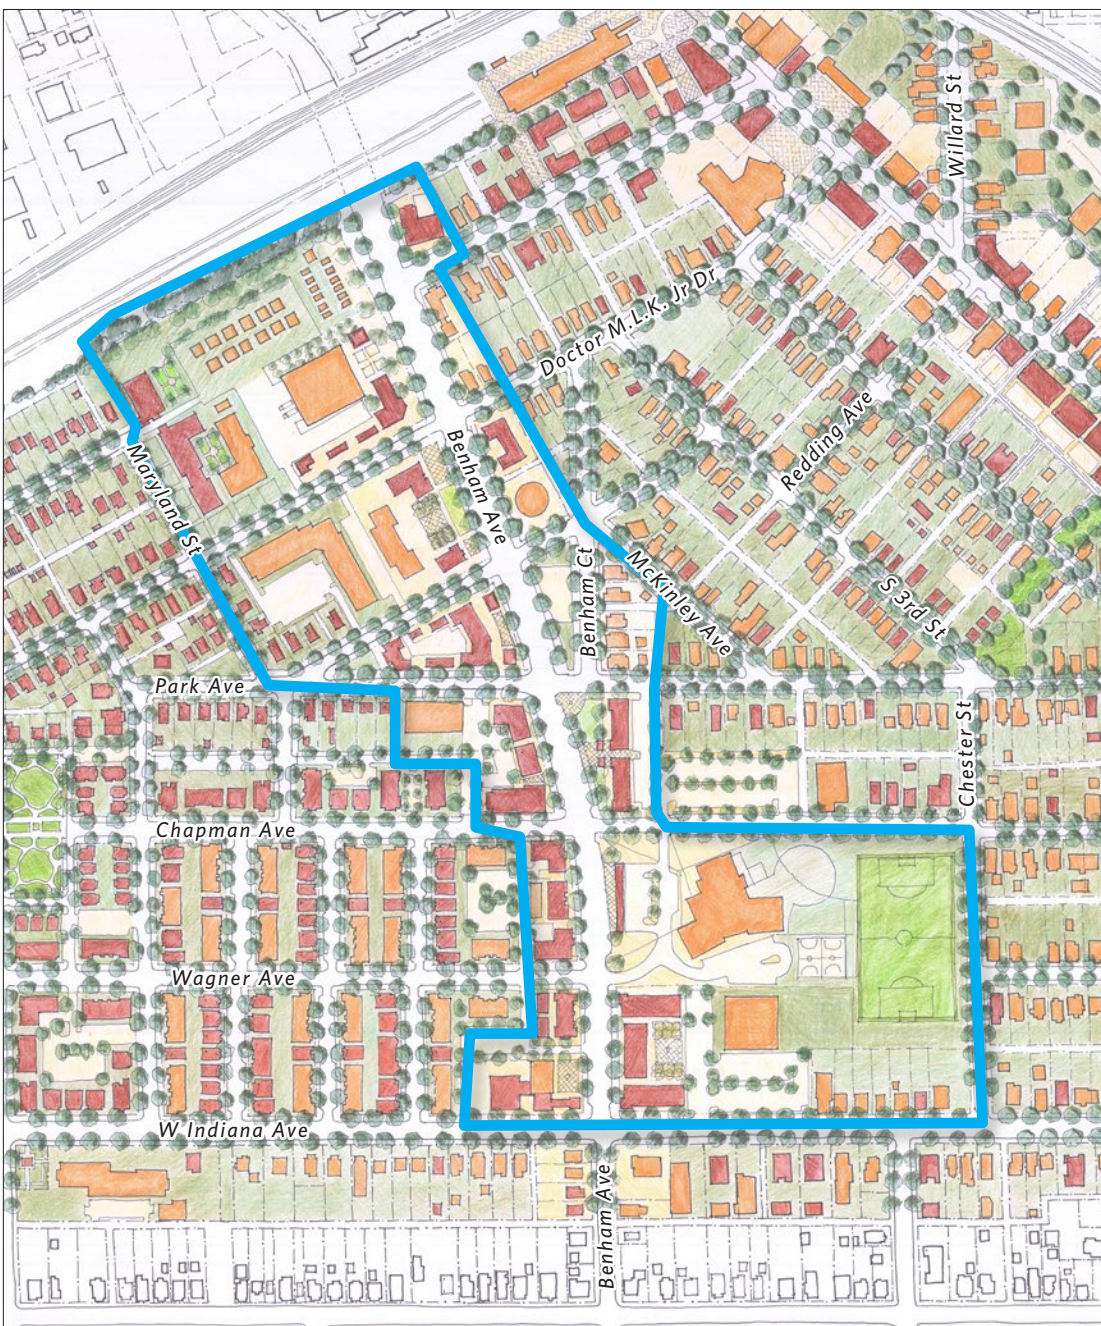 Willard St
Doctor M.L.K. Jr Dr
Redding Ave
Maryland St
Benham Ave
Benham Ct
McKinley Ave
S 3rd St
Park Ave
Chester St
Chapman Ave
Wagner Ave
W Indiana Ave
Benham Ave